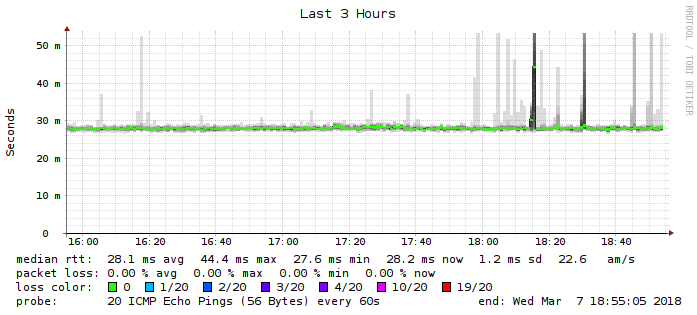 Last 3 Hours
RRDTOOL / TOBI OETIKER
Seconds
50 m
40 m
30 m
20 m
10 m
0
16:00 16:20 16:40 17:00 17:20 17:40 18:00 18:20 18:40
median rtt: 28.1 ms avg 44.4 ms max 27.6 ms min 28.2 ms now 1.2 ms sd 22.6 am/s
packet loss: 0.00 % avg 0.00 % max 0.00 % min 0.00 % now
loss color: 0 1/20 2/20 3/20 4/20 10/20 19/20
probe: 20 ICMP Echo Pings (56 Bytes) every 60s end: Wed Mar 7 18:55:05 2018